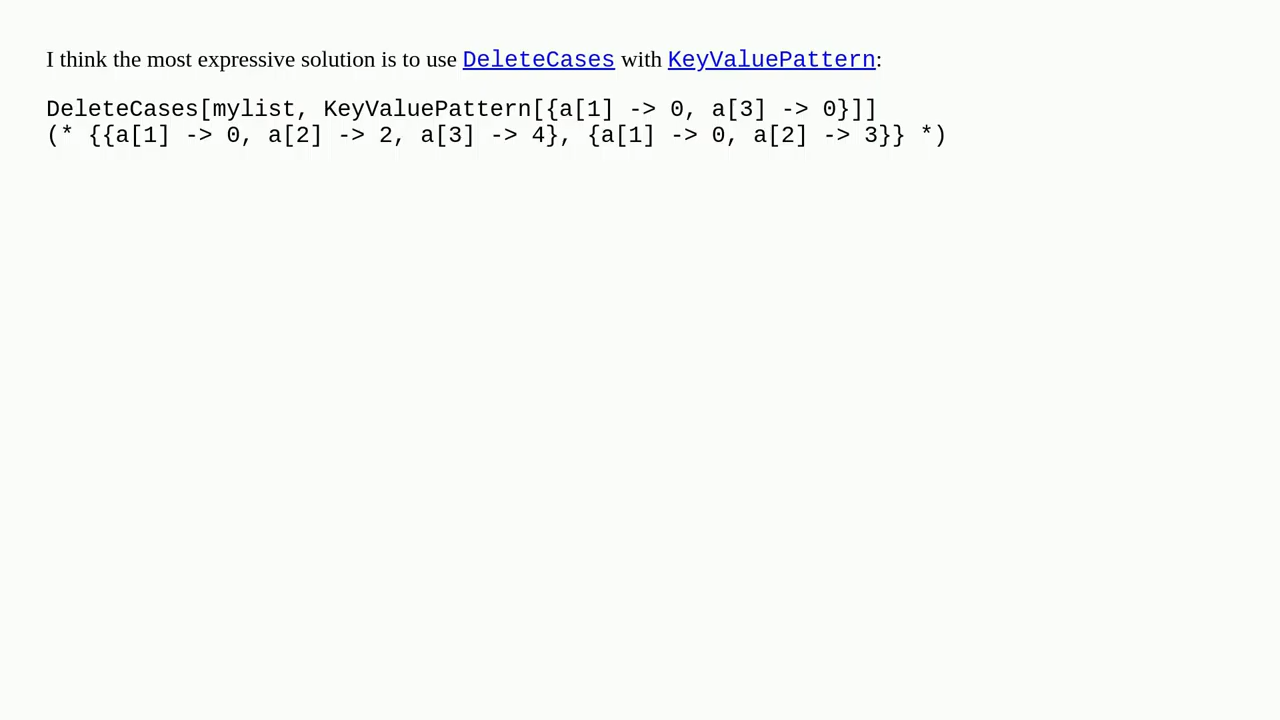 I think the most expressive solution is to use DeleteCases with KeyValuePattern:
DeleteCases[mylist, KeyValuePattern[{a[1] -> 0, a[3] -> 0}]]
(* {{a[1] -> 0, a[2] -> 2, a[3] -> 4}, {a[1] -> 0, a[2] -> 3}} *)